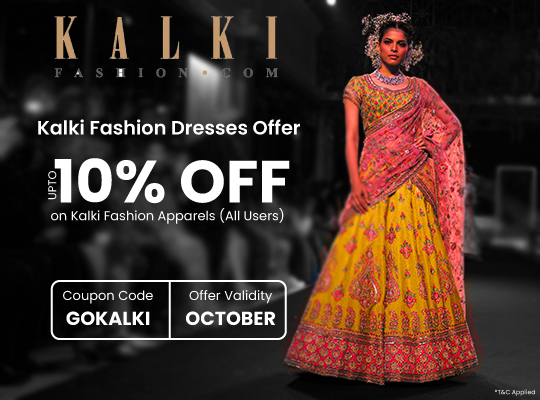 KALKI
FASHION.COM
Kalki Fashion Dresses Offer
UPTO
10% OFF
on Kalki Fashion Apparels (All Users)
Coupon Code
GOKALKI
Offer Validity
OCTOBER
*T&C Applied